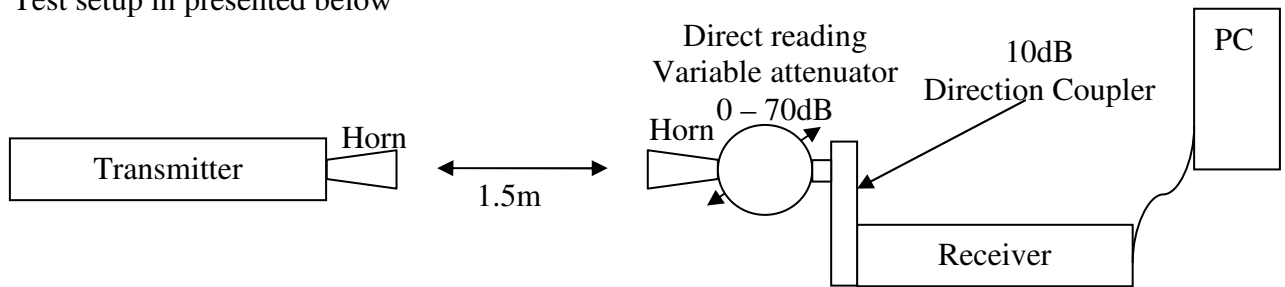 Test setup in presented below
Direct reading
Variable attenuator
0 – 70dB
10dB
Direction Coupler
PC
Horn
Horn
Transmitter
1.5m
Receiver